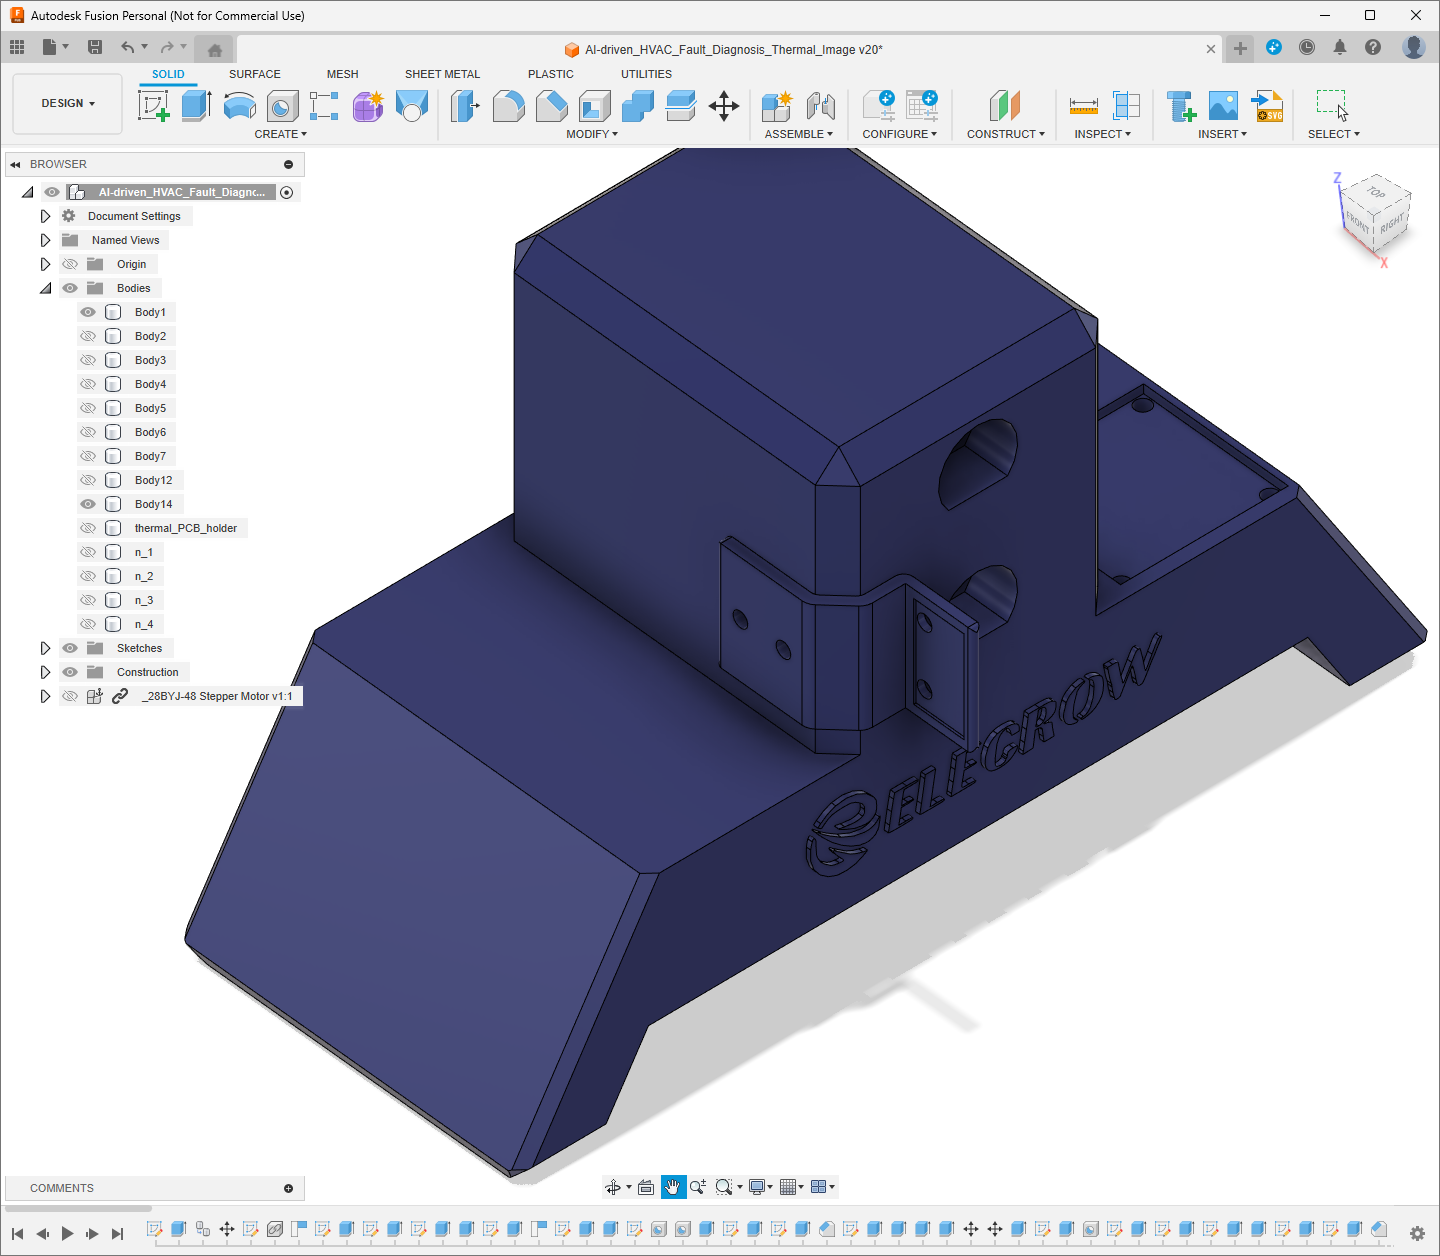 Autodesk Fusion Personal (Not for Commercial Use)
AI-driven_HVAC_Fault_Diagnosis_Thermal_Image v20*
DESIGN
SOLID SURFACE MESH SHEET METAL PLASTIC UTILITIES
CREATE MODIFY ASSEMBLE CONFIGURE CONSTRUCT INSPECT INSERT SELECT
SVG
BROWSER
AI-driven_HVAC_Fault_Diagnc...
Document Settings
Named Views
Origin
Bodies
Body1
Body2
Body3
Body4
Body5
Body6
Body7
Body12
Body14
thermal_PCB_holder
n_1
n_2
n_3
n_4
Sketches
Construction
_28BYJ-48 Stepper Motor v1:1
Z
TOP
FRONT RIGHT
X
ELECROW
COMMENTS